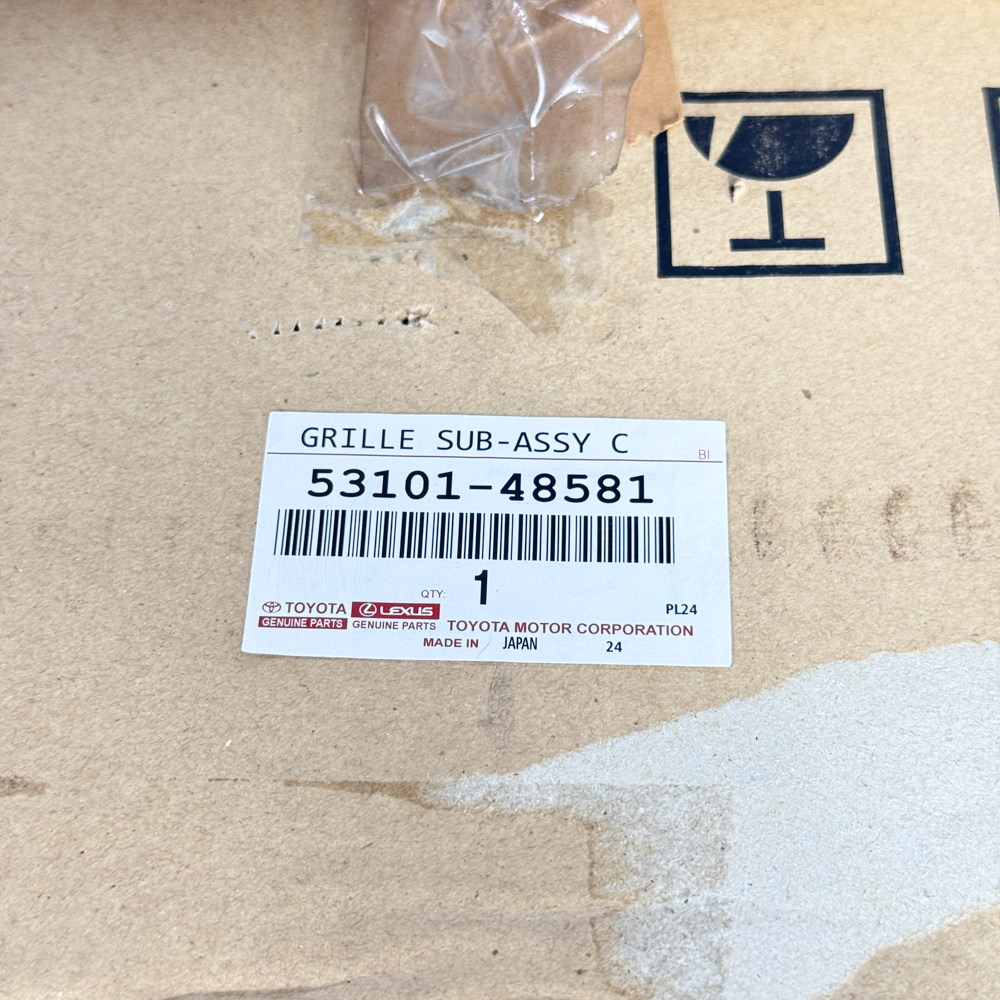 GRILLE SUB-ASSY C
BI
53101-48581
QTY: 1
TOYOTA LEXUS PL24
GENUINE PARTS GENUINE PARTS TOYOTA MOTOR CORPORATION
MADE IN JAPAN 24